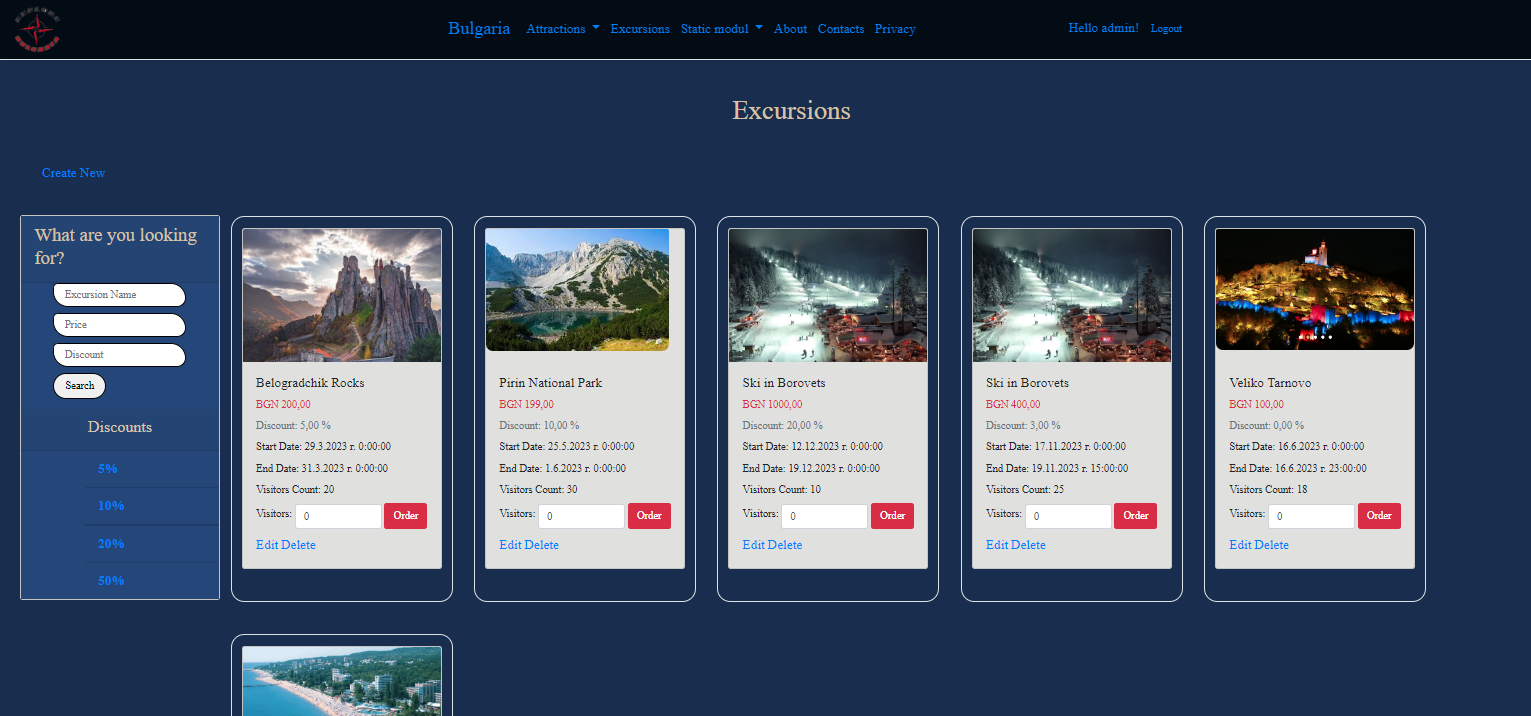 Bulgaria Attractions Excursions Static modul About Contacts Privacy Hello admin! Logout
Excursions
Create New
What are you looking
for?
Excursion Name
Price
Discount
Search
Discounts
5%
10%
20%
50%
Belogradchik Rocks
BGN 200,00
Discount: 5,00 %
Start Date: 29.3.2023 г. 0:00:00
End Date: 31.3.2023 г. 0:00:00
Visitors Count: 20
Visitors: 0 Order
Edit Delete
Pirin National Park
BGN 199,00
Discount: 10,00 %
Start Date: 25.5.2023 г. 0:00:00
End Date: 1.6.2023 г. 0:00:00
Visitors Count: 30
Visitors: 0 Order
Edit Delete
Ski in Borovets
BGN 1000,00
Discount: 20,00 %
Start Date: 12.12.2023 г. 0:00:00
End Date: 19.12.2023 г. 0:00:00
Visitors Count: 10
Visitors: 0 Order
Edit Delete
Ski in Borovets
BGN 400,00
Discount: 3,00 %
Start Date: 17.11.2023 г. 0:00:00
End Date: 19.11.2023 г. 15:00:00
Visitors Count: 25
Visitors: 0 Order
Edit Delete
Veliko Tarnovo
BGN 100,00
Discount: 0,00 %
Start Date: 16.6.2023 г. 0:00:00
End Date: 16.6.2023 г. 23:00:00
Visitors Count: 18
Visitors: 0 Order
Edit Delete